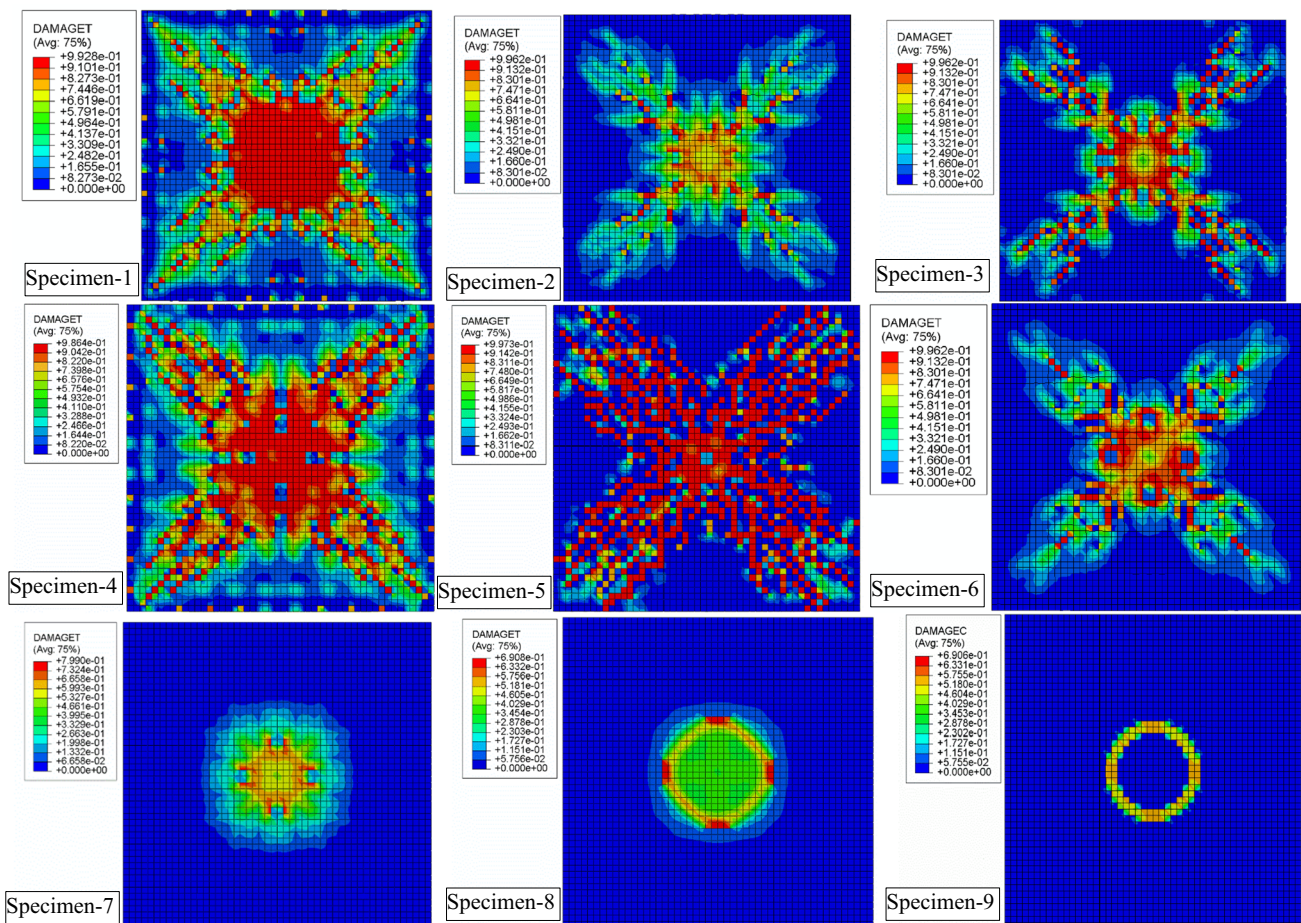 DAMAGET
(Avg: 75%)
+9.928e-01
+9.101e-01
+8.273e-01
+7.446e-01
+6.619e-01
+5.791e-01
+4.964e-01
+4.137e-01
+3.309e-01
+2.482e-01
+1.655e-01
+8.273e-02
+0.000e+00
Specimen-1
DAMAGET
(Avg: 75%)
+9.962e-01
+9.132e-01
+8.301e-01
+7.471e-01
+6.641e-01
+5.811e-01
+4.981e-01
+4.151e-01
+3.321e-01
+2.490e-01
+1.660e-01
+8.301e-02
+0.000e+00
Specimen-2
DAMAGET
(Avg: 75%)
+9.962e-01
+9.132e-01
+8.301e-01
+7.471e-01
+6.641e-01
+5.811e-01
+4.981e-01
+4.151e-01
+3.321e-01
+2.490e-01
+1.660e-01
+8.301e-02
+0.000e+00
Specimen-3
DAMAGET
(Avg: 75%)
+9.864e-01
+9.042e-01
+8.220e-01
+7.398e-01
+6.576e-01
+5.754e-01
+4.932e-01
+4.110e-01
+3.288e-01
+2.466e-01
+1.644e-01
+8.220e-02
+0.000e+00
Specimen-4
DAMAGET
(Avg: 75%)
+9.973e-01
+9.142e-01
+8.311e-01
+7.480e-01
+6.649e-01
+5.817e-01
+4.986e-01
+4.155e-01
+3.324e-01
+2.493e-01
+1.662e-01
+8.311e-02
+0.000e+00
Specimen-5
DAMAGET
(Avg: 75%)
+9.962e-01
+9.132e-01
+8.301e-01
+7.471e-01
+6.641e-01
+5.811e-01
+4.981e-01
+4.151e-01
+3.321e-01
+2.490e-01
+1.660e-01
+8.301e-02
+0.000e+00
Specimen-6
DAMAGET
(Avg: 75%)
+7.990e-01
+7.324e-01
+6.658e-01
+5.993e-01
+5.327e-01
+4.661e-01
+3.995e-01
+3.329e-01
+2.663e-01
+1.998e-01
+1.332e-01
+6.658e-02
+0.000e+00
Specimen-7
DAMAGET
(Avg: 75%)
+6.908e-01
+6.332e-01
+5.756e-01
+5.181e-01
+4.605e-01
+4.029e-01
+3.454e-01
+2.878e-01
+2.303e-01
+1.727e-01
+1.151e-01
+5.756e-02
+0.000e+00
Specimen-8
DAMAGEC
(Avg: 75%)
+6.906e-01
+6.331e-01
+5.755e-01
+5.180e-01
+4.604e-01
+4.029e-01
+3.453e-01
+2.878e-01
+2.302e-01
+1.727e-01
+1.151e-01
+5.755e-02
+0.000e+00
Specimen-9